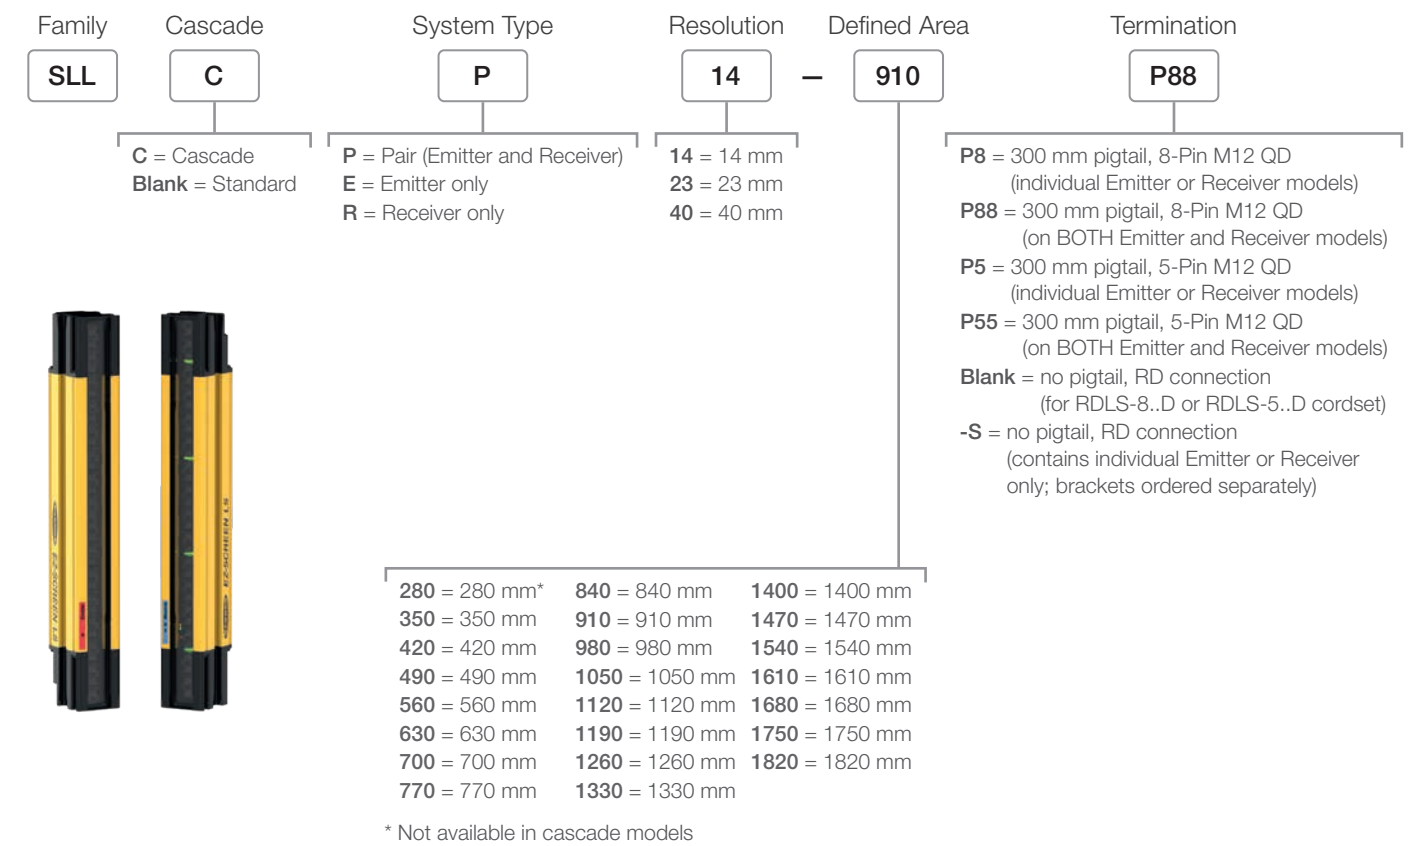 Family Cascade System Type Resolution Defined Area Termination
SLL C P 14 – 910 P88
C = Cascade
Blank = Standard
P = Pair (Emitter and Receiver)
E = Emitter only
R = Receiver only
14 = 14 mm
23 = 23 mm
40 = 40 mm
P8 = 300 mm pigtail, 8-Pin M12 QD
(individual Emitter or Receiver models)
P88 = 300 mm pigtail, 8-Pin M12 QD
(on BOTH Emitter and Receiver models)
P5 = 300 mm pigtail, 5-Pin M12 QD
(individual Emitter or Receiver models)
P55 = 300 mm pigtail, 5-Pin M12 QD
(on BOTH Emitter and Receiver models)
Blank = no pigtail, RD connection
(for RDLS-8..D or RDLS-5..D cordset)
-S = no pigtail, RD connection
(contains individual Emitter or Receiver
only; brackets ordered separately)
EZ-SCREEN LS
EZ-SCREEN LS
280 = 280 mm*
350 = 350 mm
420 = 420 mm
490 = 490 mm
560 = 560 mm
630 = 630 mm
700 = 700 mm
770 = 770 mm
840 = 840 mm
910 = 910 mm
980 = 980 mm
1050 = 1050 mm
1120 = 1120 mm
1190 = 1190 mm
1260 = 1260 mm
1330 = 1330 mm
1400 = 1400 mm
1470 = 1470 mm
1540 = 1540 mm
1610 = 1610 mm
1680 = 1680 mm
1750 = 1750 mm
1820 = 1820 mm
* Not available in cascade models